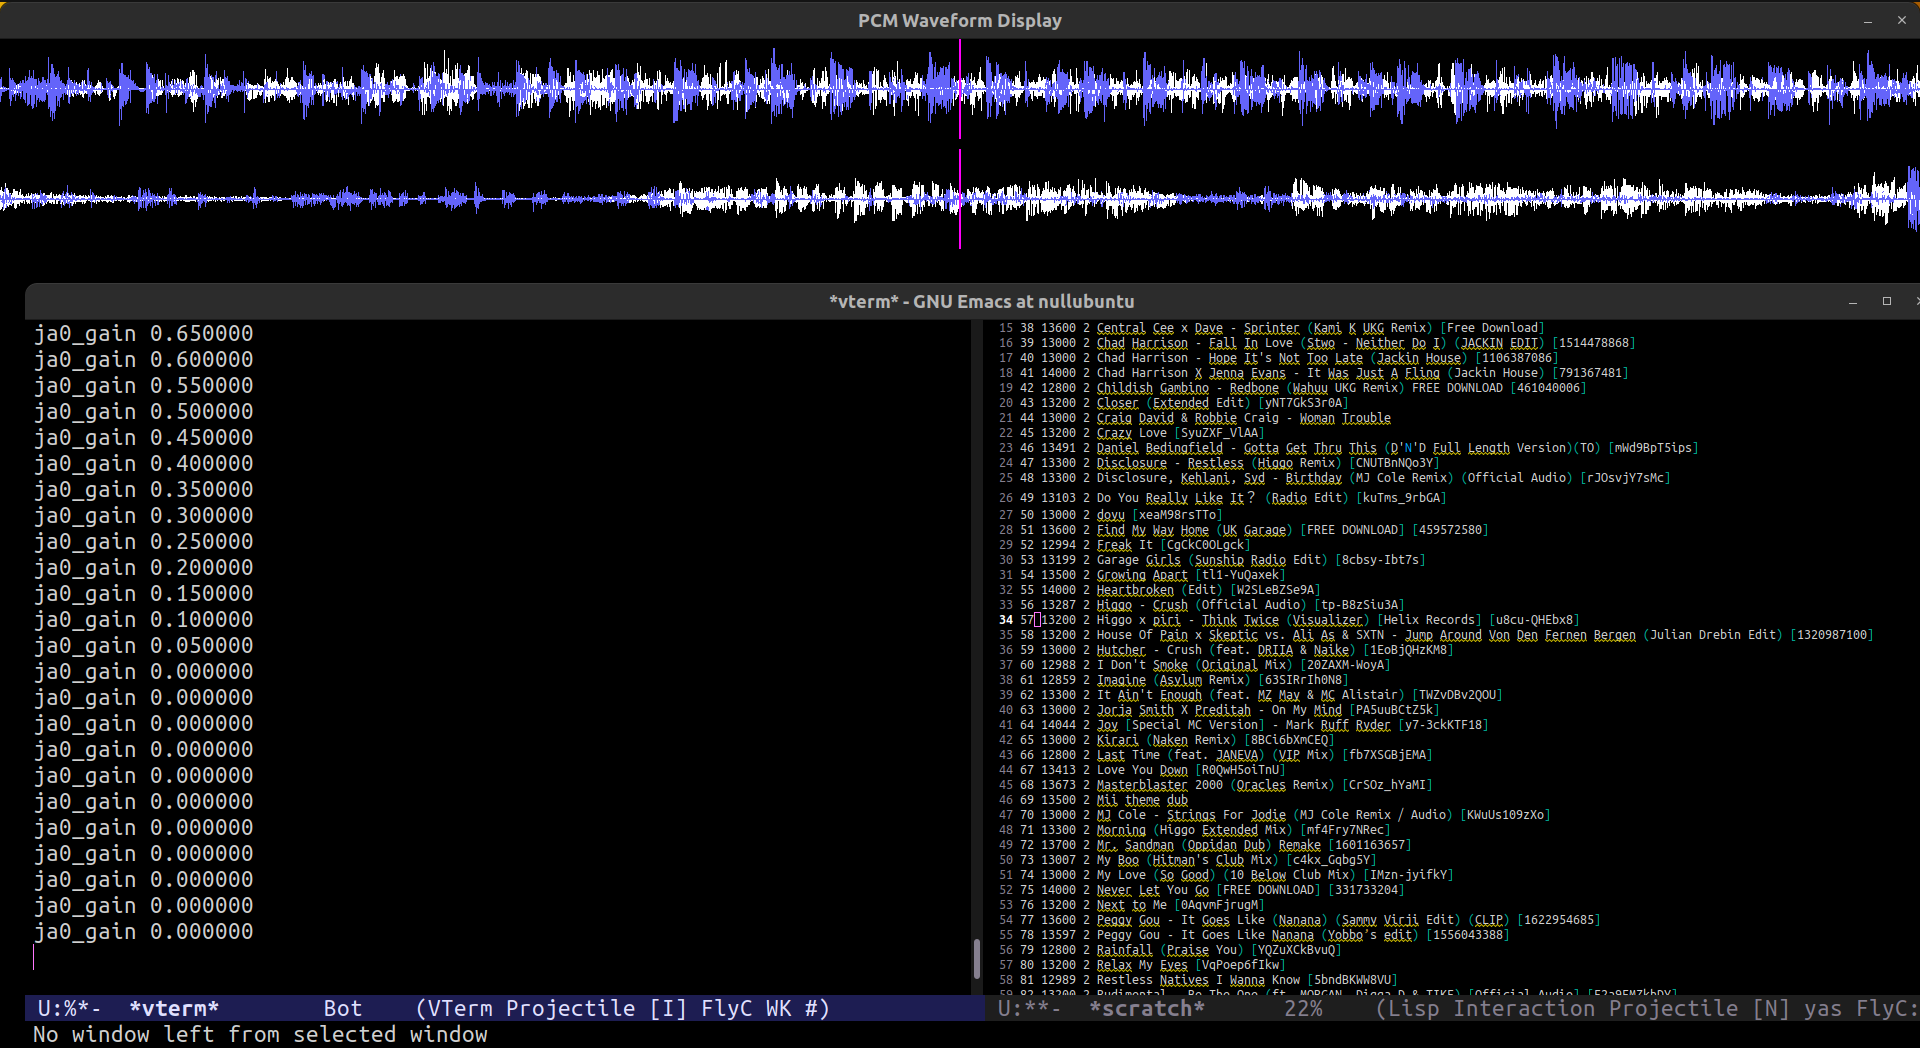 PCM Waveform Display
*vterm* - GNU Emacs at nullubuntu
ja0_gain 0.650000
ja0_gain 0.600000
ja0_gain 0.550000
ja0_gain 0.500000
ja0_gain 0.450000
ja0_gain 0.400000
ja0_gain 0.350000
ja0_gain 0.300000
ja0_gain 0.250000
ja0_gain 0.200000
ja0_gain 0.150000
ja0_gain 0.100000
ja0_gain 0.050000
ja0_gain 0.000000
ja0_gain 0.000000
ja0_gain 0.000000
ja0_gain 0.000000
ja0_gain 0.000000
ja0_gain 0.000000
ja0_gain 0.000000
ja0_gain 0.000000
ja0_gain 0.000000
ja0_gain 0.000000
ja0_gain 0.000000
U:%*- *vterm* Bot (VTerm Projectile [I] FlyC WK #)
15 38 13600 2 Central Cee x Dave - Sprinter (Kami K UKG Remix) [Free Download]
16 39 13000 2 Chad Harrison - Fall In Love (Stwo - Neither Do I) (JACKIN EDIT) [1514478868]
17 40 13000 2 Chad Harrison - Hope It's Not Too Late (Jackin House) [1106387086]
18 41 14000 2 Chad Harrison X Jenna Evans - It Was Just A Fling (Jackin House) [791367481]
19 42 12800 2 Childish Gambino - Redbone (Wahuu UKG Remix) FREE DOWNLOAD [461040006]
20 43 13200 2 Closer (Extended Edit) [yNT7GkS3r0A]
21 44 13000 2 Craig David & Robbie Craig - Woman Trouble
22 45 13200 2 Crazy Love [SyuZXF_VlAA]
23 46 13491 2 Daniel Bedingfield - Gotta Get Thru This (D'N'D Full Length Version)(TO) [mWd9BpT5ips]
24 47 13300 2 Disclosure - Restless (Higgo Remix) [CNUTBnNQo3Y]
25 48 13300 2 Disclosure, Kehlani, Syd - Birthday (MJ Cole Remix) (Official Audio) [rJOsvjY7sMc]
26 49 13103 2 Do You Really Like It？ (Radio Edit) [kuTms_9rbGA]
27 50 13000 2 doyu [xeaM98rsTTo]
28 51 13600 2 Find My Way Home (UK Garage) [FREE DOWNLOAD] [459572580]
29 52 12994 2 Freak It [CgCkC0OLgck]
30 53 13199 2 Garage Girls (Sunship Radio Edit) [8cbsy-Ibt7s]
31 54 13500 2 Growing Apart [tl1-YuQaxek]
32 55 14000 2 Heartbroken (Edit) [W2SLeBZSe9A]
33 56 13287 2 Higgo - Crush (Official Audio) [tp-B8zSiu3A]
34 57 13200 2 Higgo x piri - Think Twice (Visualizer) [Helix Records] [u8cu-QHEbx8]
35 58 13200 2 House Of Pain x Skeptic vs. Ali As & SXTN - Jump Around Von Den Fernen Bergen (Julian Drebin Edit) [1320987100]
36 59 13000 2 Hutcher - Crush (feat. DRIIA & Naike) [1EoBjQHzKM8]
37 60 12988 2 I Don't Smoke (Original Mix) [20ZAXM-WoyA]
38 61 12859 2 Imagine (Asylum Remix) [63SIRrIh0N8]
39 62 13300 2 It Ain't Enough (feat. MZ May & MC Alistair) [TWZvDBv2QOU]
40 63 13000 2 Jorja Smith X Preditah - On My Mind [PA5uuBCtZ5k]
41 64 14044 2 Joy [Special MC Version] - Mark Ruff Ryder [y7-3ckKTF18]
42 65 13000 2 Kirari (Naken Remix) [8BCi6bXmCEQ]
43 66 12800 2 Last Time (feat. JANEVA) (VIP Mix) [fb7XSGBjEMA]
44 67 13413 2 Love You Down [R0QwH5oiTnU]
45 68 13673 2 Masterblaster 2000 (Oracles Remix) [CrSOz_hYaMI]
46 69 13500 2 Mii theme dub
47 70 13000 2 MJ Cole - Strings For Jodie (MJ Cole Remix / Audio) [KWuUs109zXo]
48 71 13300 2 Morning (Higgo Extended Mix) [mf4Fry7NRec]
49 72 13700 2 Mr. Sandman (Oppidan Dub) Remake [1601163657]
50 73 13007 2 My Boo (Hitman's Club Mix) [c4kx_Gqbg5Y]
51 74 13000 2 My Love (So Good) (10 Below Club Mix) [IMzn-jyifkY]
52 75 14000 2 Never Let You Go [FREE DOWNLOAD] [331733204]
53 76 13200 2 Next to Me [0AqvmFjrugM]
54 77 13600 2 Peggy Gou - It Goes Like (Nanana) (Sammy Virji Edit) (CLIP) [1622954685]
55 78 13597 2 Peggy Gou - It Goes Like Nanana (Yobbo's edit) [1556043388]
56 79 12800 2 Rainfall (Praise You) [YQZuXCkBvuQ]
57 80 13200 2 Relax My Eyes [VqPoep6fIkw]
58 81 12989 2 Restless Natives I Wanna Know [5bndBKWW8VU]
59 82 13200 2 Rudimental - Be The One (ft. MORGAN, Digga D & TIKE) [Official Audio]
U:**- *scratch* 22% (Lisp Interaction Projectile [N] yas FlyC:
No window left from selected window